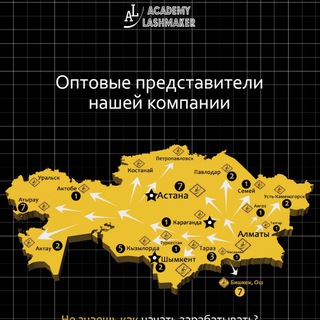 AL ACADEMY
LASHMAKER
Оптовые представители
нашей компании
Петропавловск
Костанай
Павлодар 2
Уральск
Актобе 1
Семей
1
Усть-Каменогорск
2
Атырау
7
7
Астана
Аягоз
1
Караганда
1
Алматы
Актау 2
5
Кызылорда
Туркестан
1
Тараз
3
Шымкент
2
Бишкек, Ош
7
Не знаешь как начать зарабатывать?